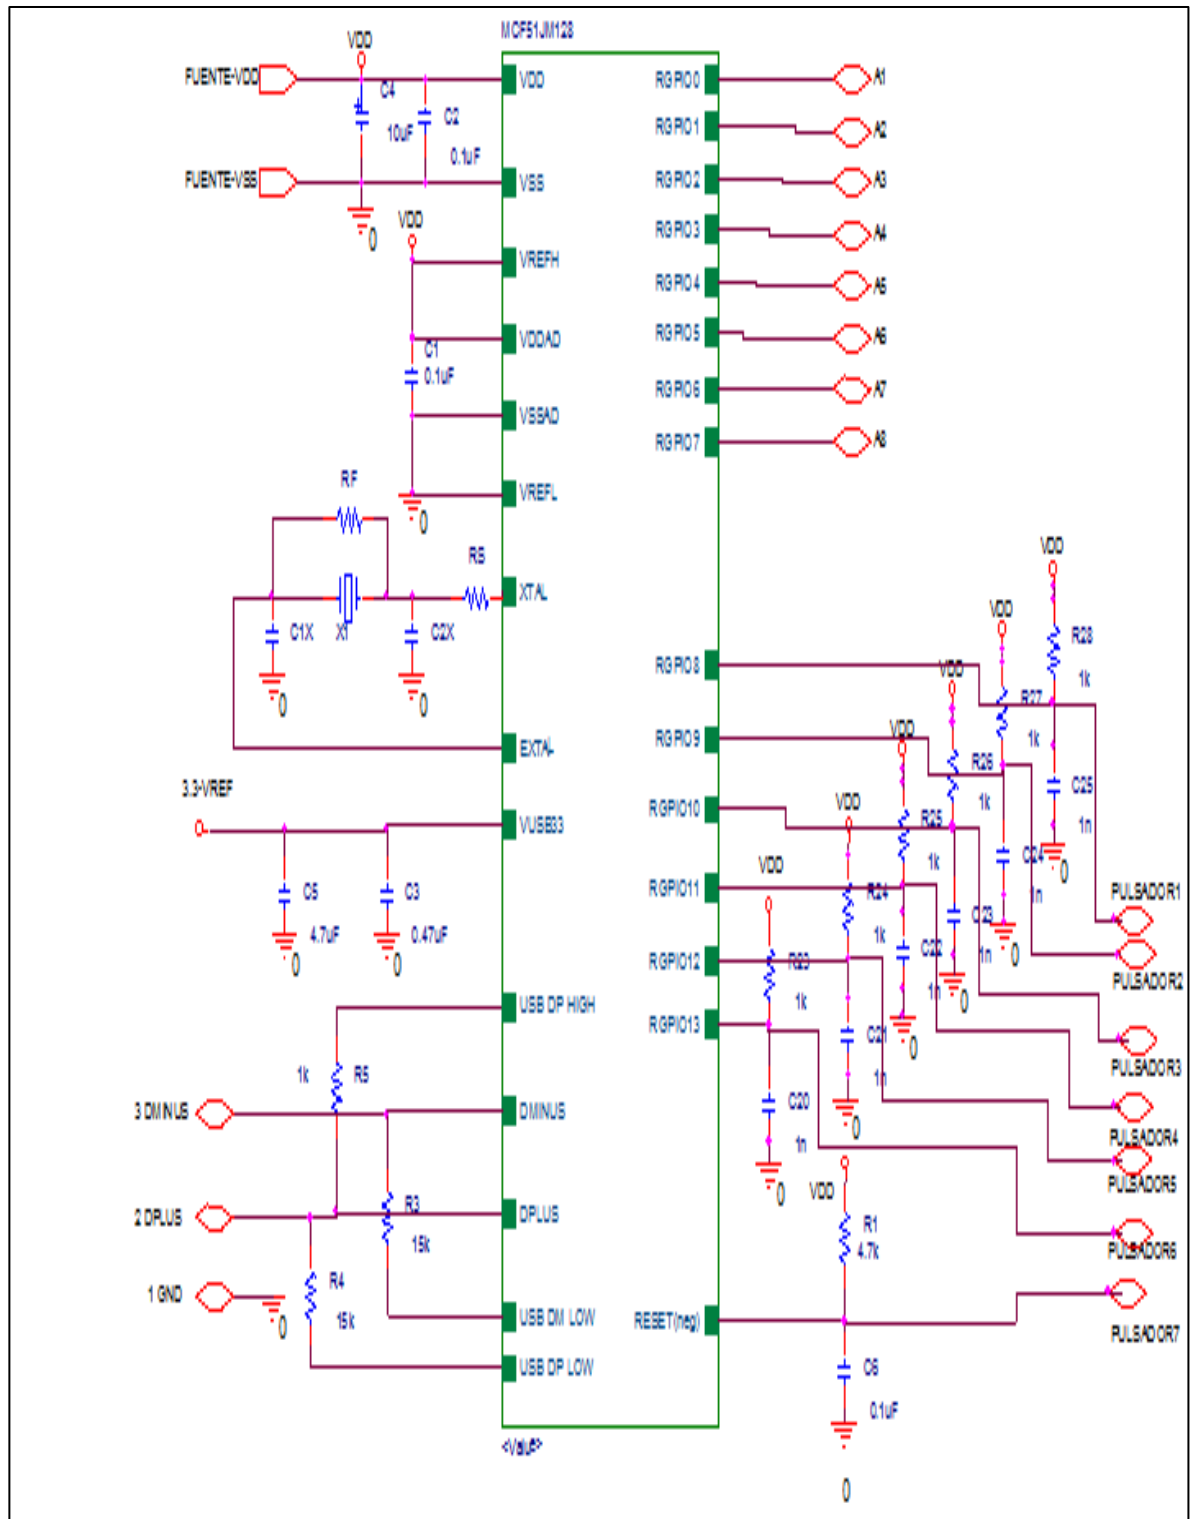 MCF51JM128
VDD
FUENTE-VDD
VDD
RGPIO0
A1
C4
10uF
C2
0.1uF
RGPIO1
A2
FUENTE-VSS
VSS
RGPIO2
A3
0
VDD
RGPIO3
A4
VREFH
RGPIO4
A5
VDDAD
RGPIO5
A6
C1
0.1uF
RGPIO6
A7
VSSAD
RGPIO7
A8
RF
VREFL
0
RS
XTAL
C1X
X1
C2X
0
0
VDD
VDD
R28
1k
RGPIO8
VDD
R27
1k
EXTAL
RGPIO9
VDD
R26
1k
C25
1n
0
3.3-VREF
VUSB33
RGPIO10
VDD
R25
1k
C24
1n
0
C5
4.7uF
0
C3
0.47uF
0
RGPIO11
VDD
R24
1k
C23
1n
0
PULSADOR1
RGPIO12
R23
1k
C22
1n
0
PULSADOR2
USB DP HIGH
RGPIO13
C21
1n
0
PULSADOR3
1k
R5
C20
1n
0
3 DMINUS
DMINUS
PULSADOR4
PULSADOR5
2 DPLUS
R3
15k
DPLUS
VDD
R1
4.7k
PULSADOR6
1 GND
0
R4
15k
USB DM LOW
RESET(neg)
PULSADOR7
USB DP LOW
C6
0.1uF
<Value>
0